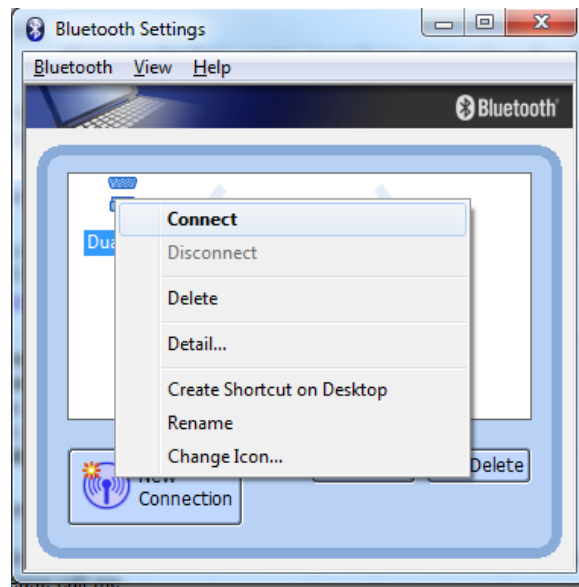 Bluetooth Settings
Bluetooth View Help
Bluetooth
Connect
Disconnect
Delete
Detail...
Create Shortcut on Desktop
Rename
Change Icon...
New
Connection
Delete